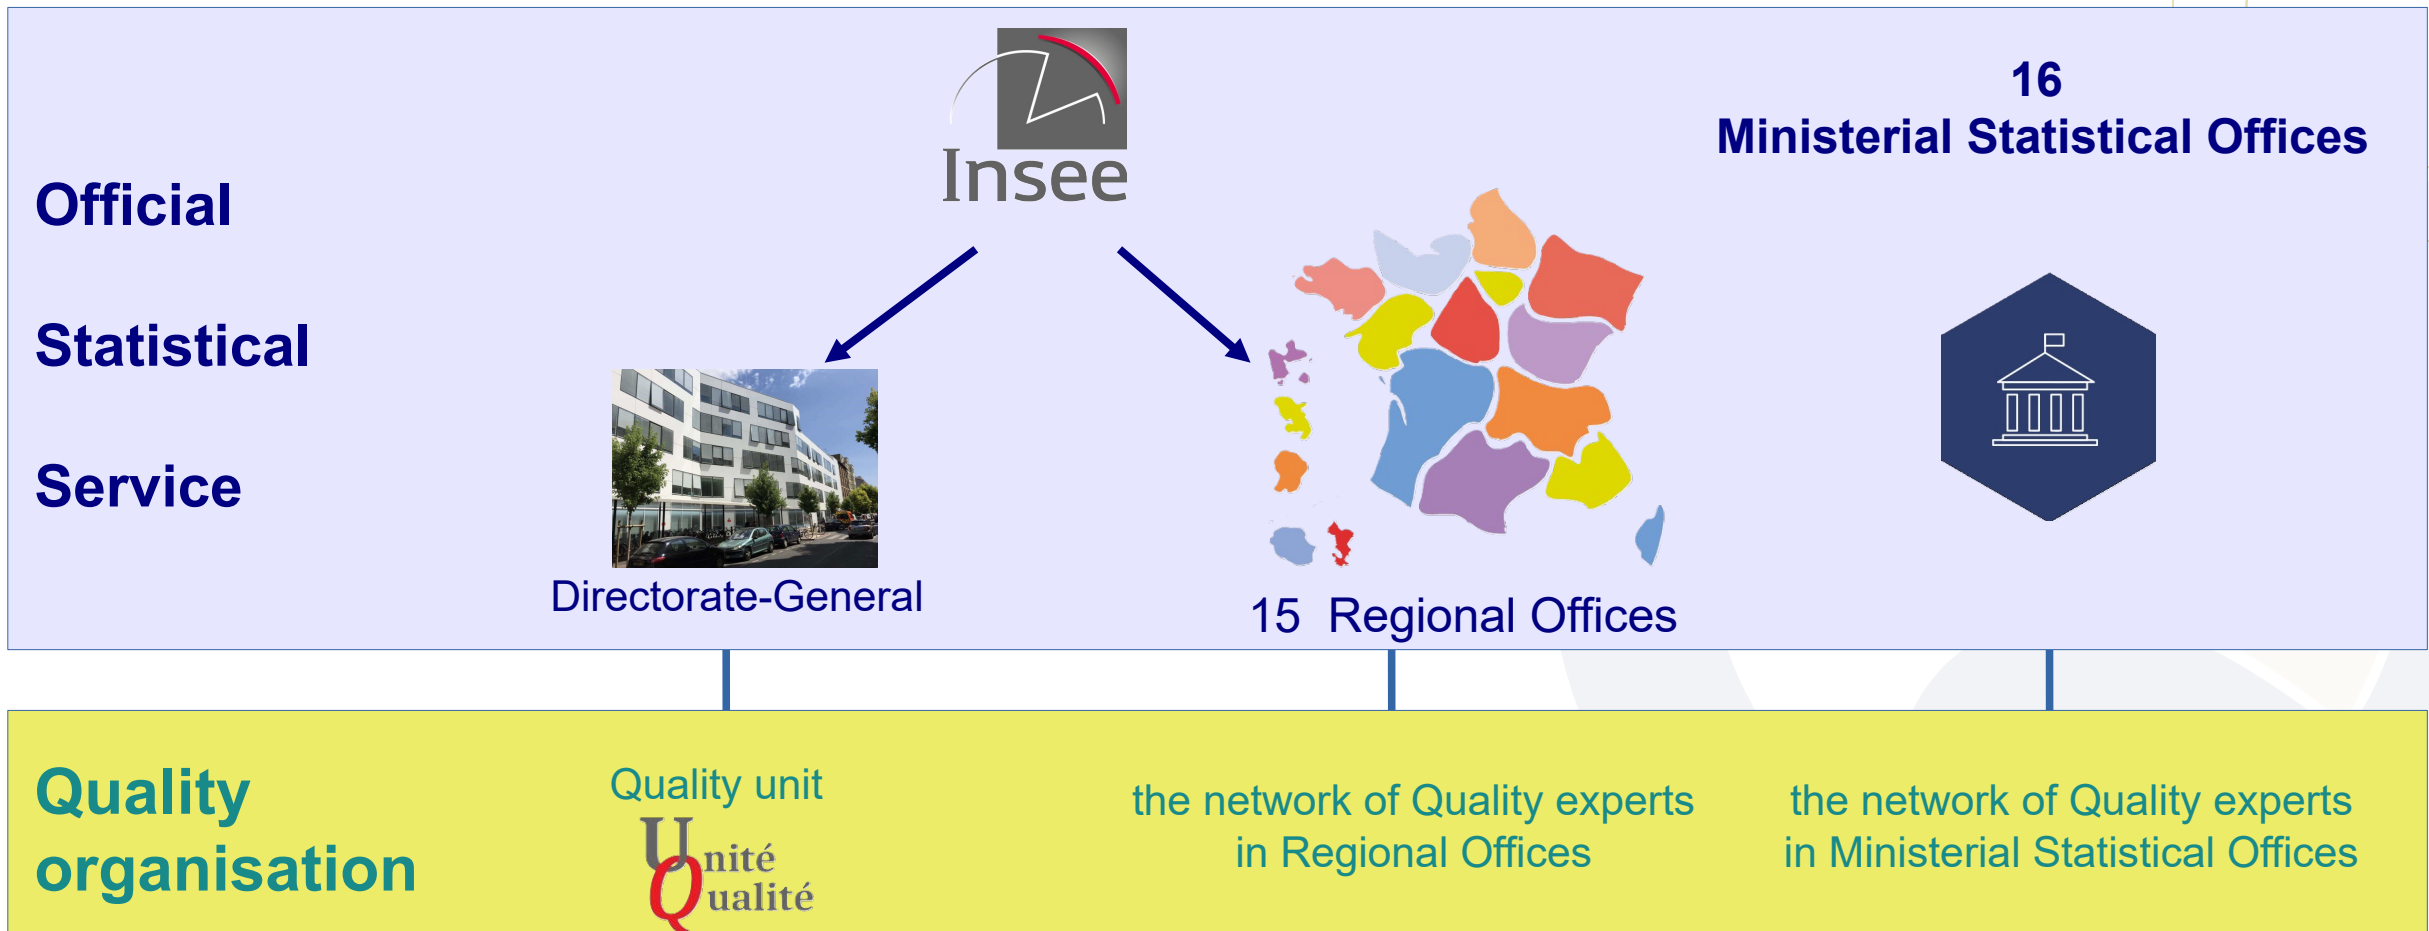 Insee
16
Ministerial Statistical Offices
Official
Statistical
Service
Directorate-General
15 Regional Offices
Quality
organisation
Quality unit
Unité
Qualité
the network of Quality experts
in Regional Offices
the network of Quality experts
in Ministerial Statistical Offices